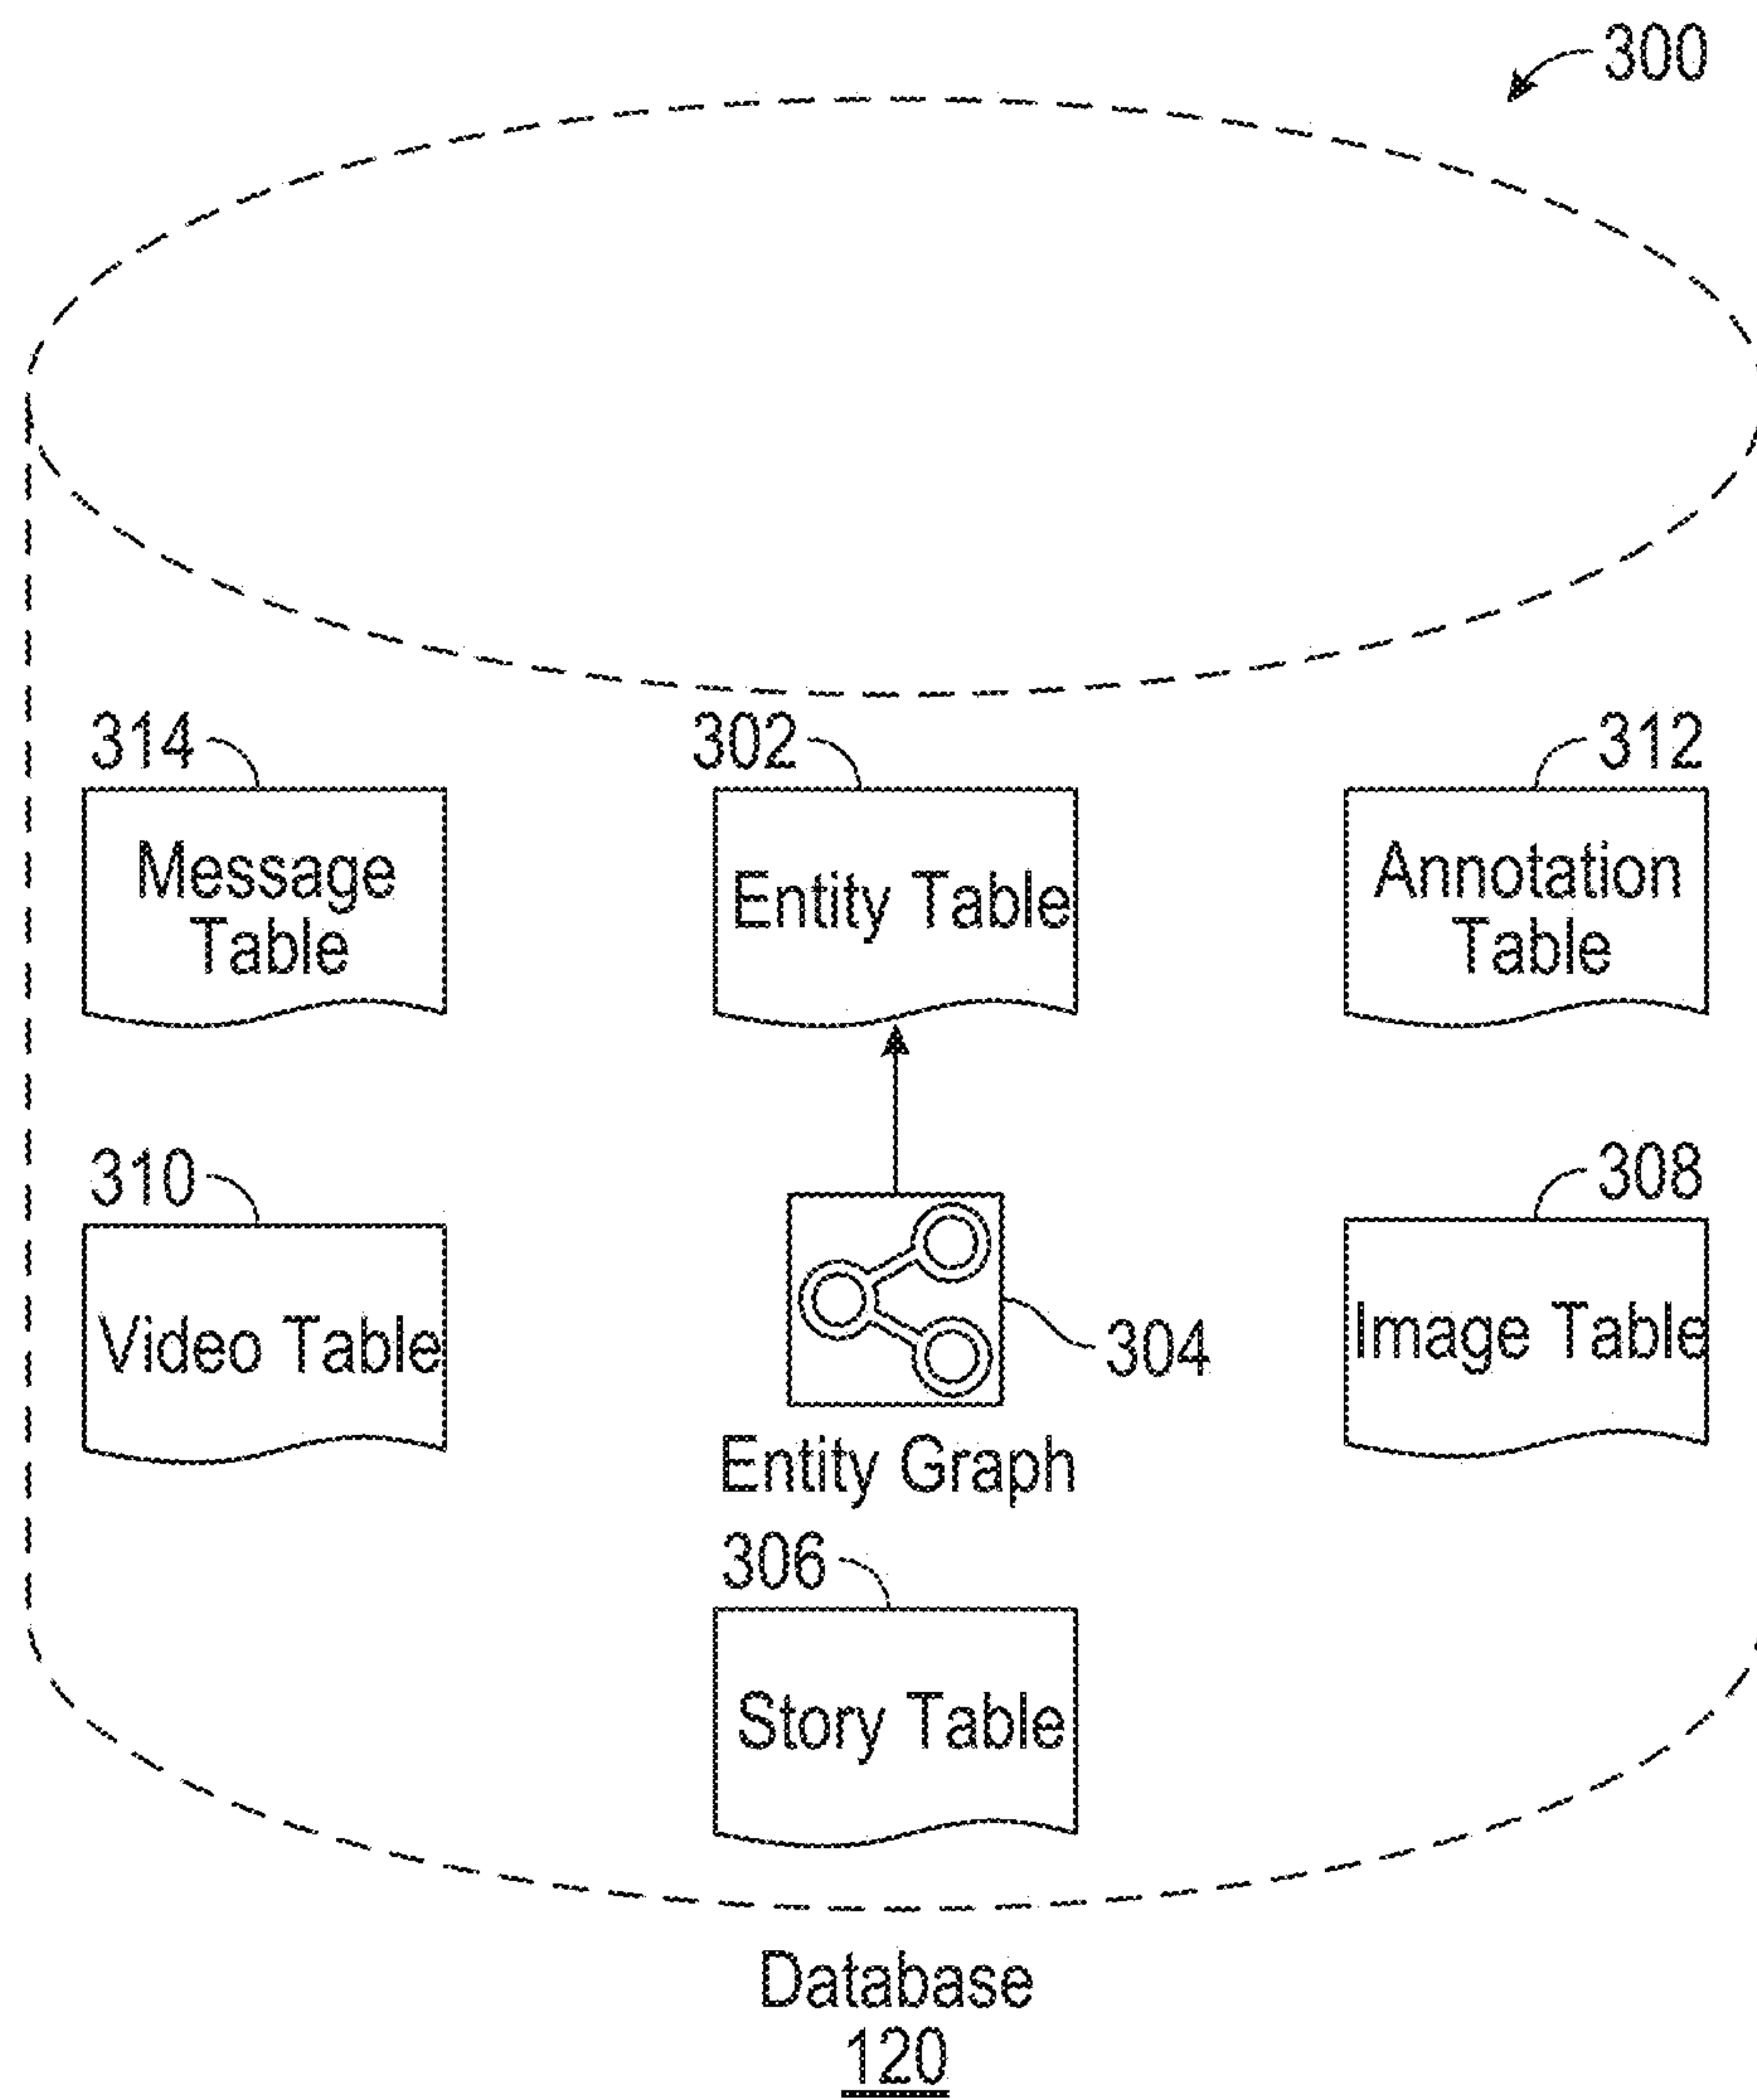 300
314
302
312
Message
Table
Entity Table
Annotation
Table
310
308
Video Table
304
Image Table
Entity Graph
306
Story Table
Database
120